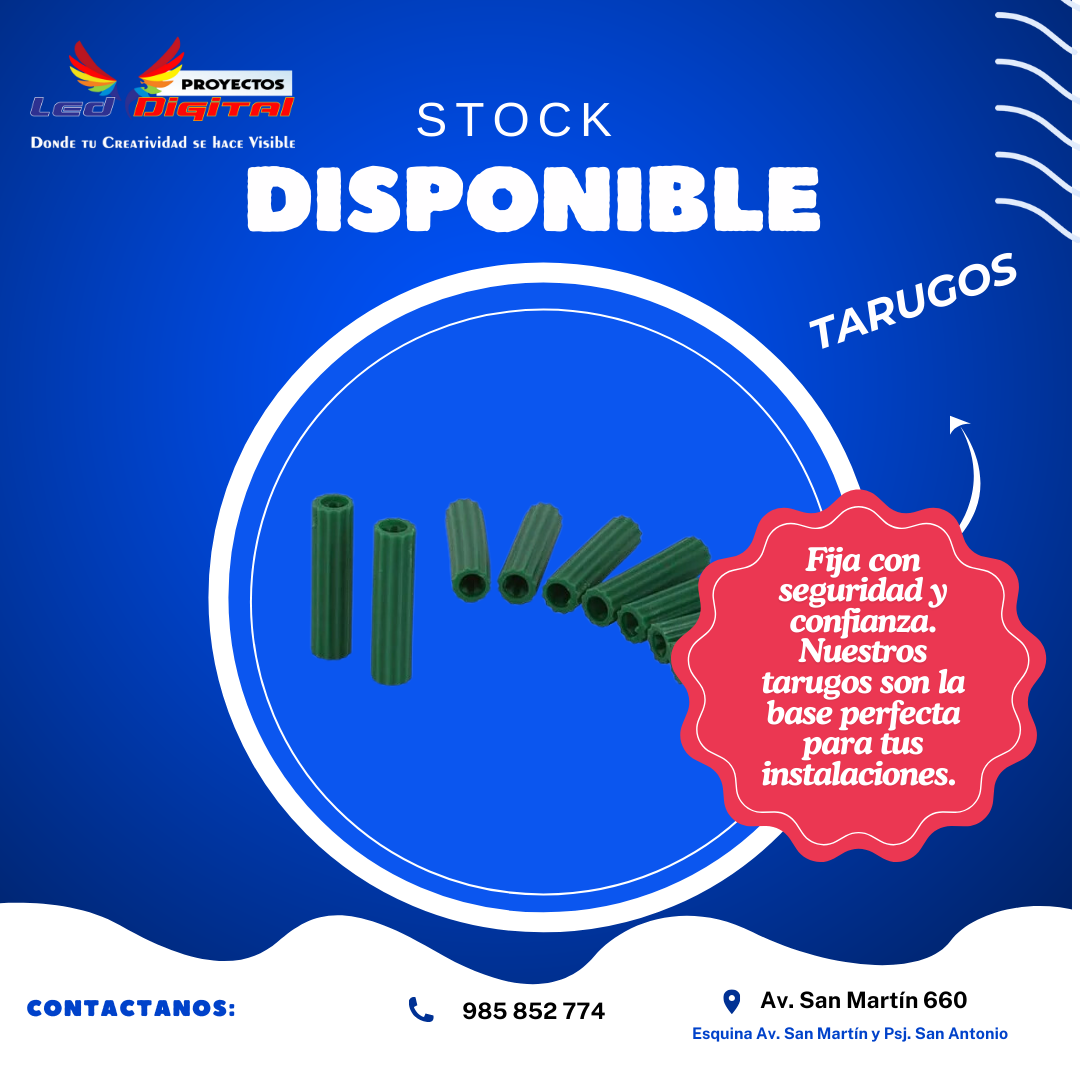 PROYECTOS
Led Digital
Donde tu Creatividad se hace Visible
STOCK
DISPONIBLE
TARUGOS
Fija con
seguridad y
confianza.
Nuestros
tarugos son la
base perfecta
para tus
instalaciones.
CONTACTANOS:
985 852 774
Av. San Martín 660
Esquina Av. San Martín y Psj. San Antonio